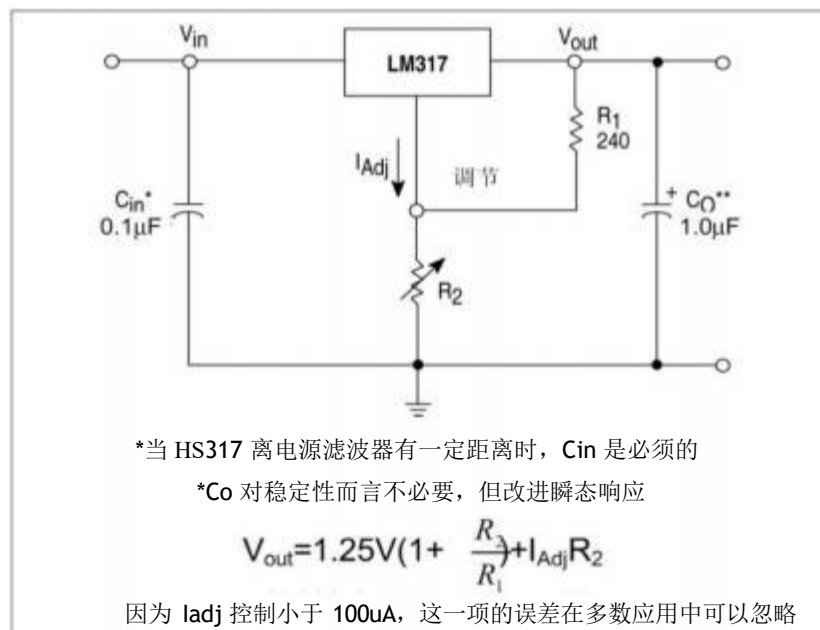 Vin
LM317
Vout
R1
240
IAdj
调节
Cin*
0.1μF
+
CO**
1.0μF
R2
*当 HS317 离电源滤波器有一定距离时，Cin 是必须的
*Co 对稳定性而言不必要，但改进瞬态响应
Vout=1.25V(1+ R2/R1)+IAdjR2
因为 Iadj 控制小于 100uA，这一项的误差在多数应用中可以忽略